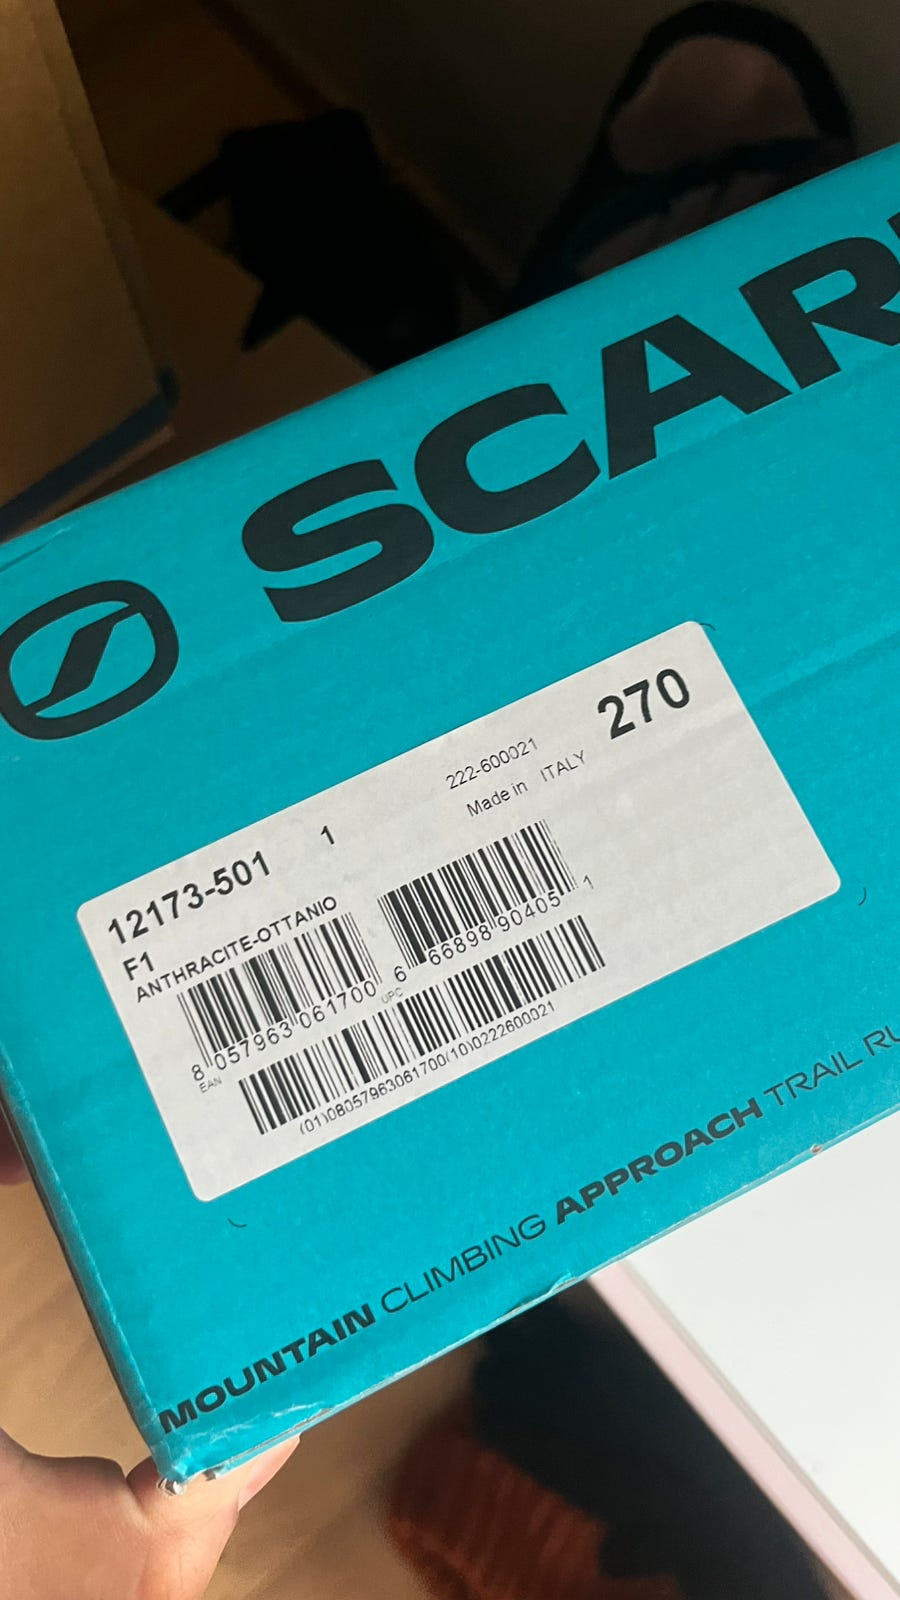 SCAR
270
222-600021
Made in ITALY
12173-501 1
F1
ANTHRACITE-OTTANIO
8 057963 061700
EAN
6 66898 90405 1
UPC
(01)08057963061700(10)0222600021
MOUNTAIN CLIMBING APPROACH TRAIL RU